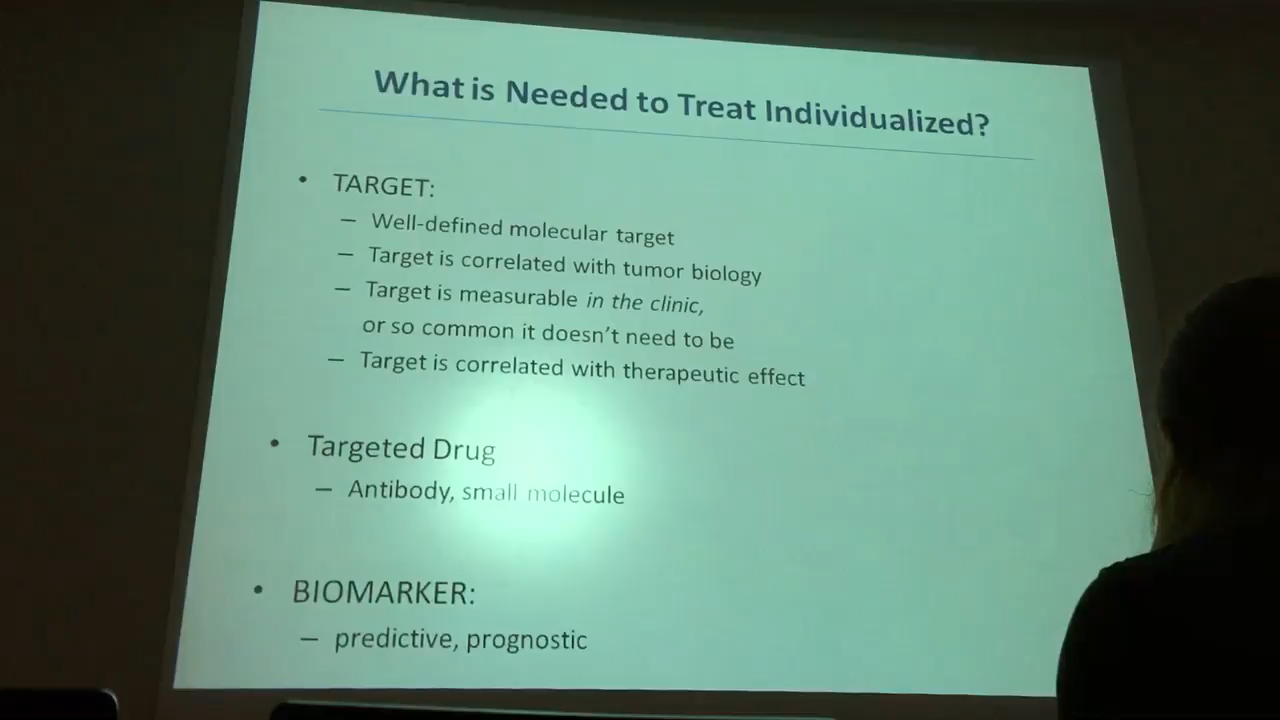 What is Needed to Treat Individualized?
• TARGET:
– Well-defined molecular target
– Target is correlated with tumor biology
– Target is measurable in the clinic,
or so common it doesn't need to be
– Target is correlated with therapeutic effect
• Targeted Drug
– Antibody, small molecule
• BIOMARKER:
– predictive, prognostic